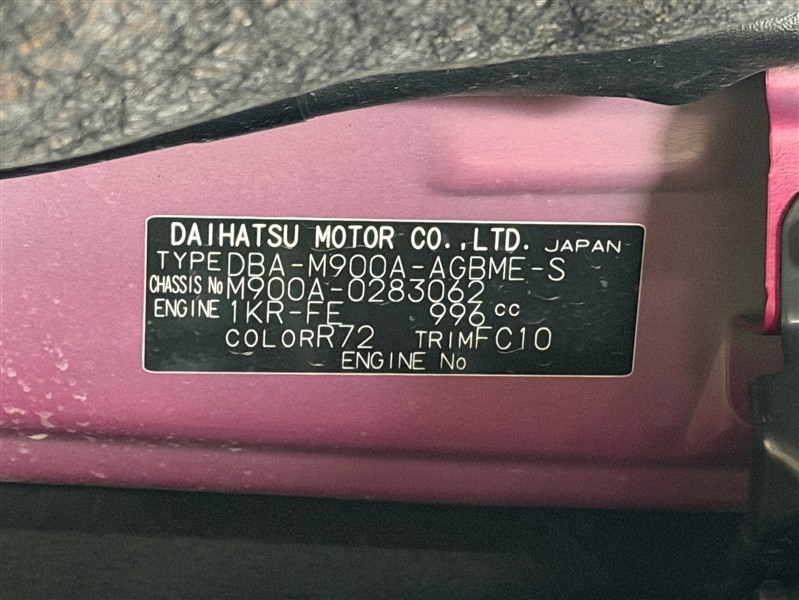 DAIHATSU MOTOR CO.,LTD. JAPAN
TYPE DBA-M900A-AGBME-S
CHASSIS No M900A-0283062
ENGINE 1KR-FE 996 cc
COLOR R72 TRIM FC10
ENGINE No